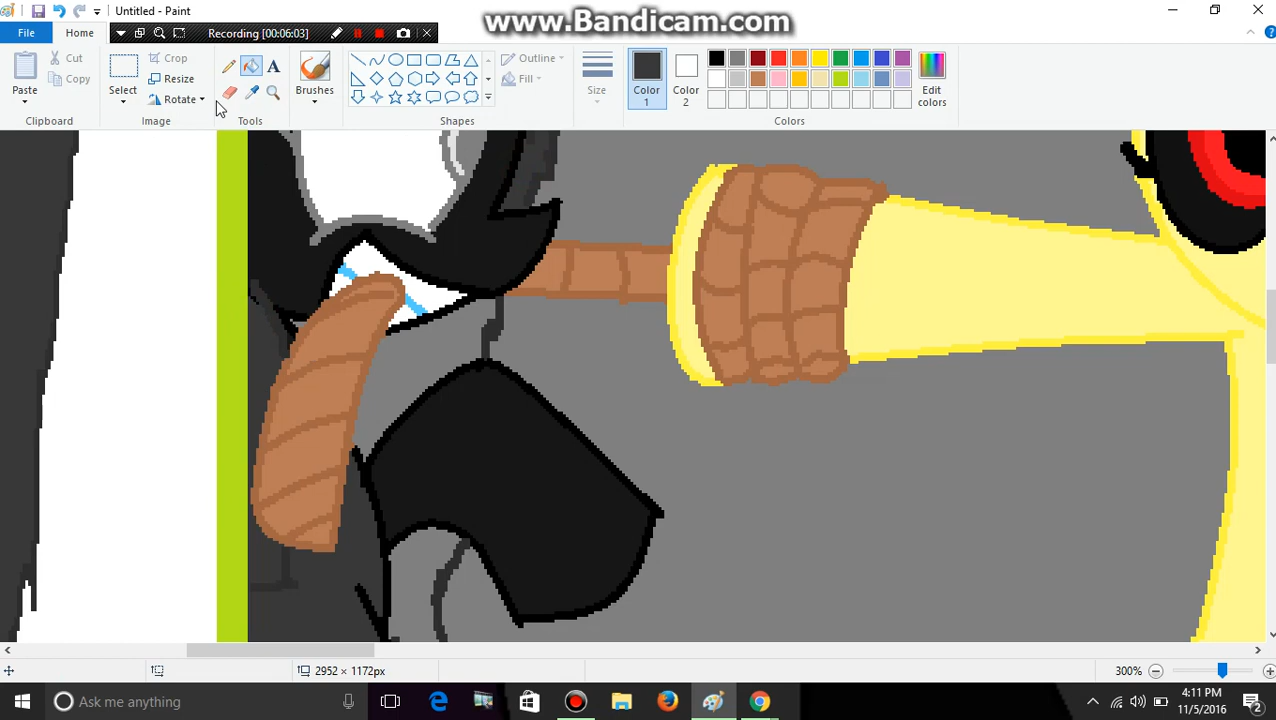 Untitled - Paint
www.Bandicam.com
Recording [00:06:03]
File
Home
Paste
Cut
Copy
Clipboard
Select
Crop
Resize
Rotate
Image
A
Tools
Brushes
Outline
Fill
Shapes
Size
Color 1
Color 2
Edit colors
Colors
2952 × 1172px
300%
Ask me anything
4:11 PM
11/5/2016
2